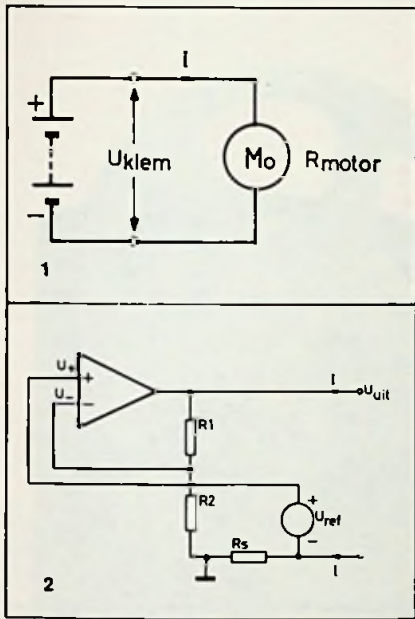 I
+
Uklem
Mo
Rmotor
−
1
U+
+
U−
−
I
Uuit
R1
R2
+
Uref
−
Rs
I
2